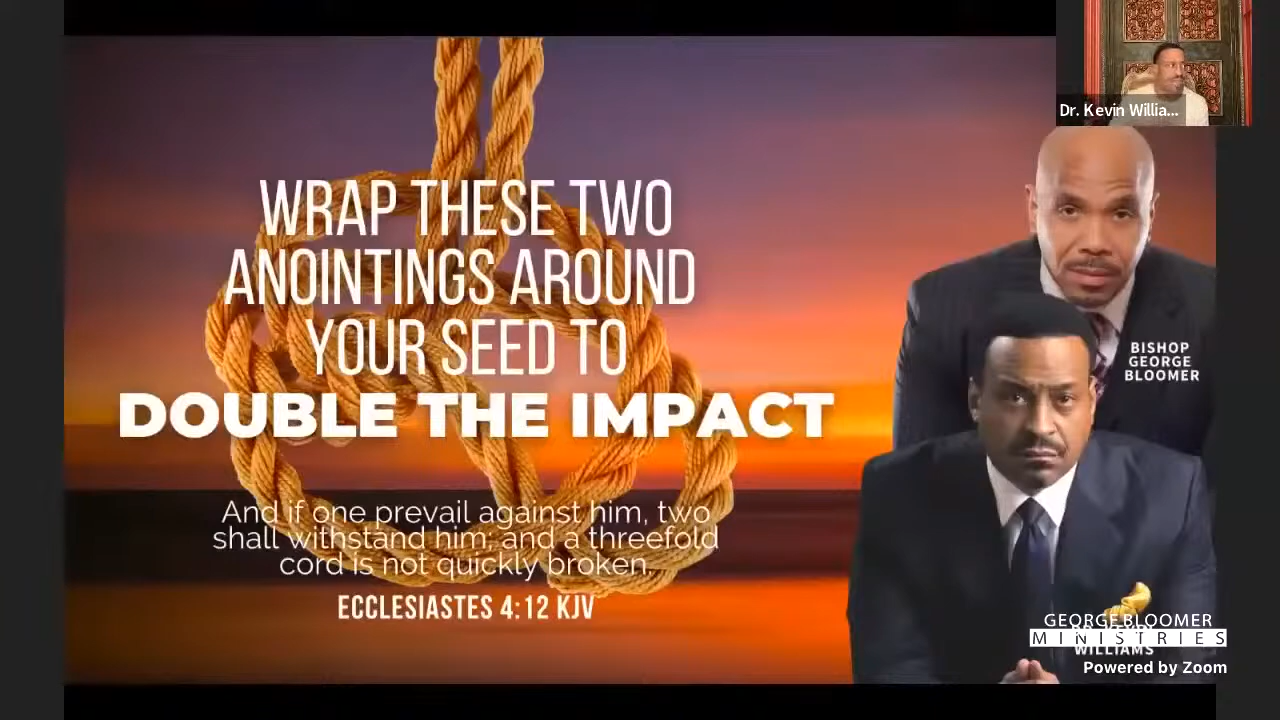 Dr. Kevin Willia...
WRAP THESE TWO
ANOINTINGS AROUND
YOUR SEED TO
DOUBLE THE IMPACT
And if one prevail against him, two
shall withstand him; and a threefold
cord is not quickly broken.
ECCLESIASTES 4:12 KJV
BISHOP
GEORGE
BLOOMER
GEORGE BLOOMER
MINISTRIES
WILLIAMS
Powered by Zoom